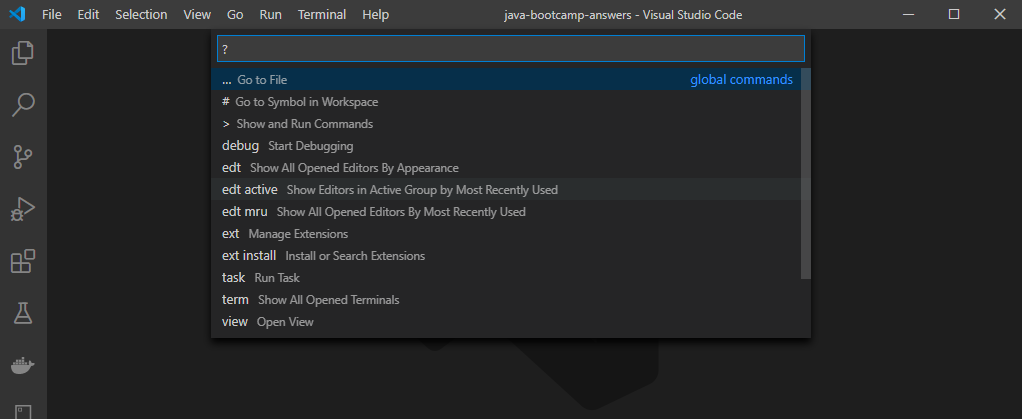 File Edit Selection View Go Run Terminal Help java-bootcamp-answers - Visual Studio Code
?
... Go to File global commands
# Go to Symbol in Workspace
> Show and Run Commands
debug Start Debugging
edt Show All Opened Editors By Appearance
edt active Show Editors in Active Group by Most Recently Used
edt mru Show All Opened Editors By Most Recently Used
ext Manage Extensions
ext install Install or Search Extensions
task Run Task
term Show All Opened Terminals
view Open View